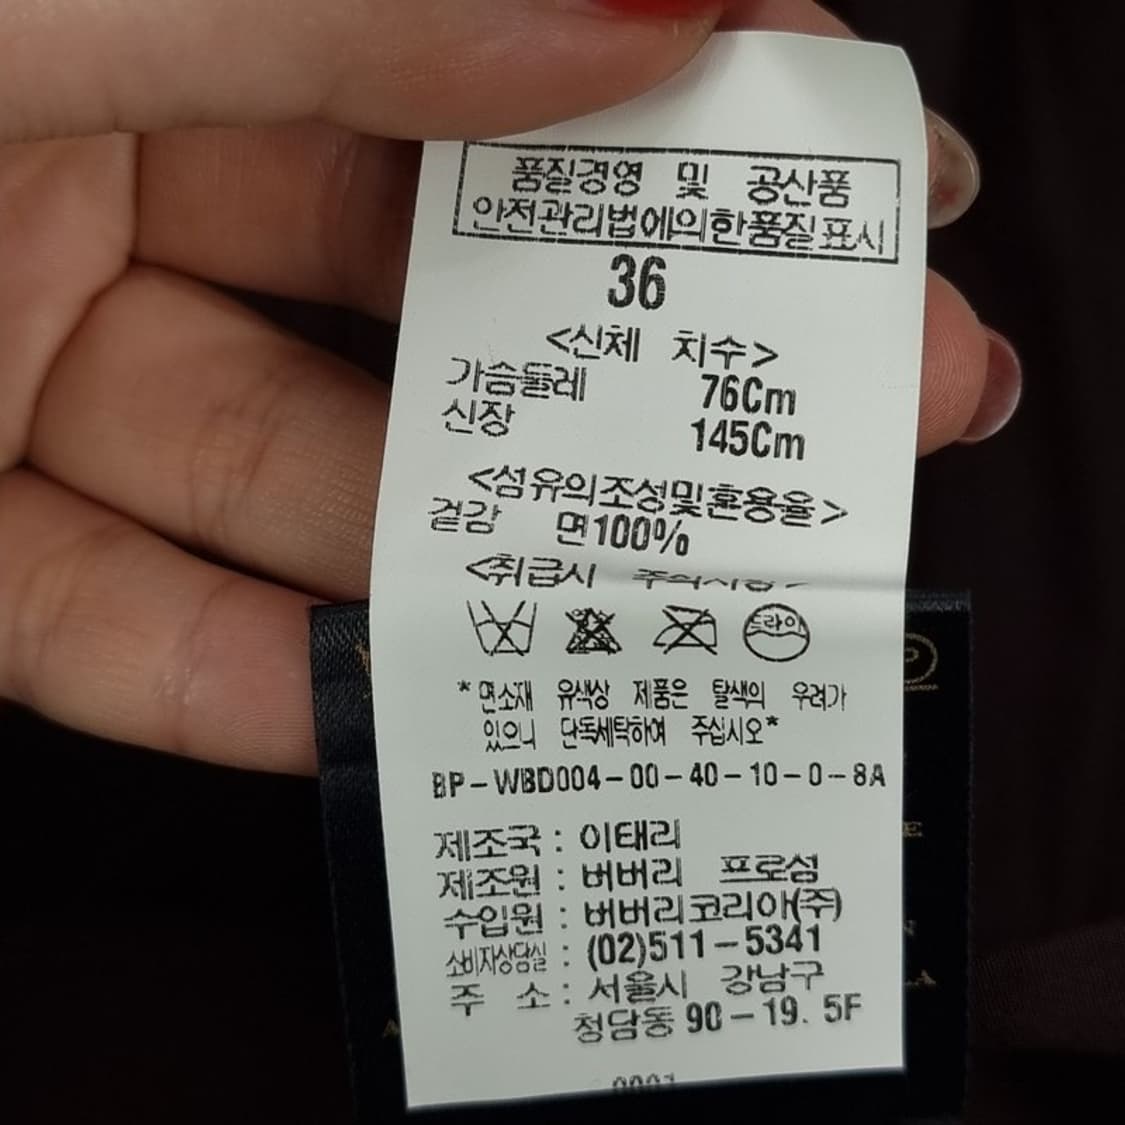 품질경영 및 공산품
안전관리법에의한품질표시
36
<신체 치수>
가슴둘레 76Cm
신장 145Cm
<섬유의조성및혼용율>
겉감 면100%
<취급시 주의사항>
드라이
*면소재 유색상 제품은 탈색의 우려가
있으니 단독세탁하여 주십시오*
BP-WBD004-00-40-10-0-8A
제조국 : 이태리
제조원 : 버버리 프로섬
수입원 : 버버리코리아(주)
소비자상담실 : (02)511-5341
주 소 : 서울시 강남구
청담동 90-19. 5F